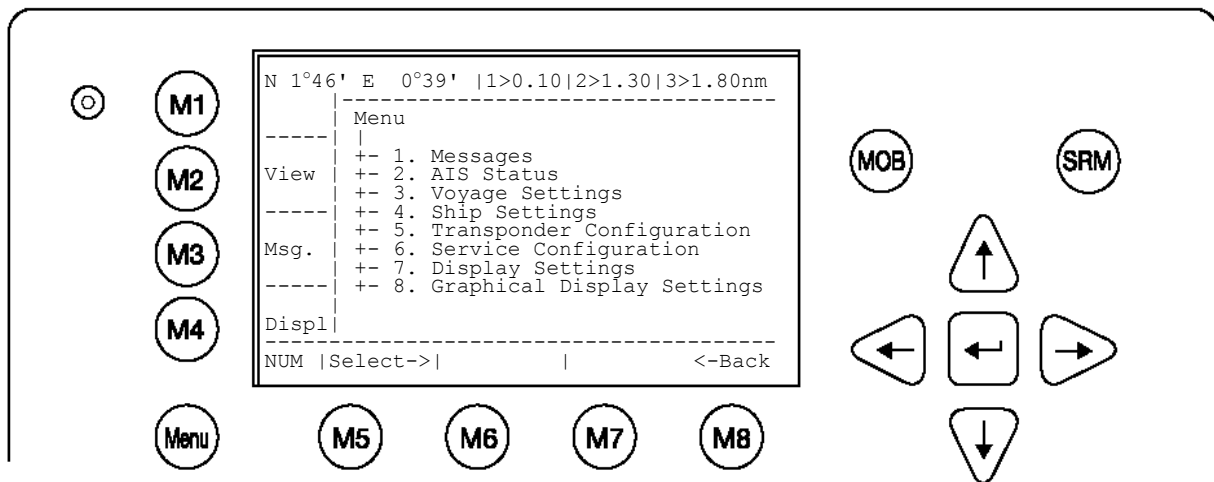 N 1°46' E 0°39' |1>0.10|2>1.30|3>1.80nm
M1
Menu
+- 1. Messages
M2
View
+- 2. AIS Status
+- 3. Voyage Settings
+- 4. Ship Settings
+- 5. Transponder Configuration
M3
Msg.
+- 6. Service Configuration
+- 7. Display Settings
+- 8. Graphical Display Settings
M4
Displ
NUM |Select->| | <-Back
MOB
SRM
Menu
M5
M6
M7
M8